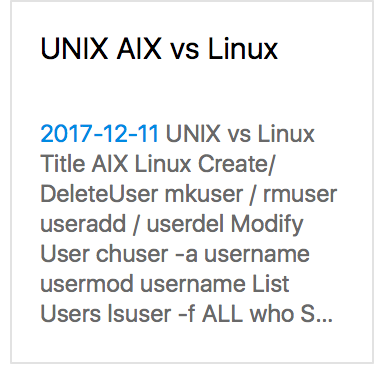 UNIX AIX vs Linux
2017-12-11 UNIX vs Linux
Title AIX Linux Create/
DeleteUser mkuser / rmuser
useradd / userdel Modify
User chuser -a username
usermod username List
Users lsuser -f ALL who S...